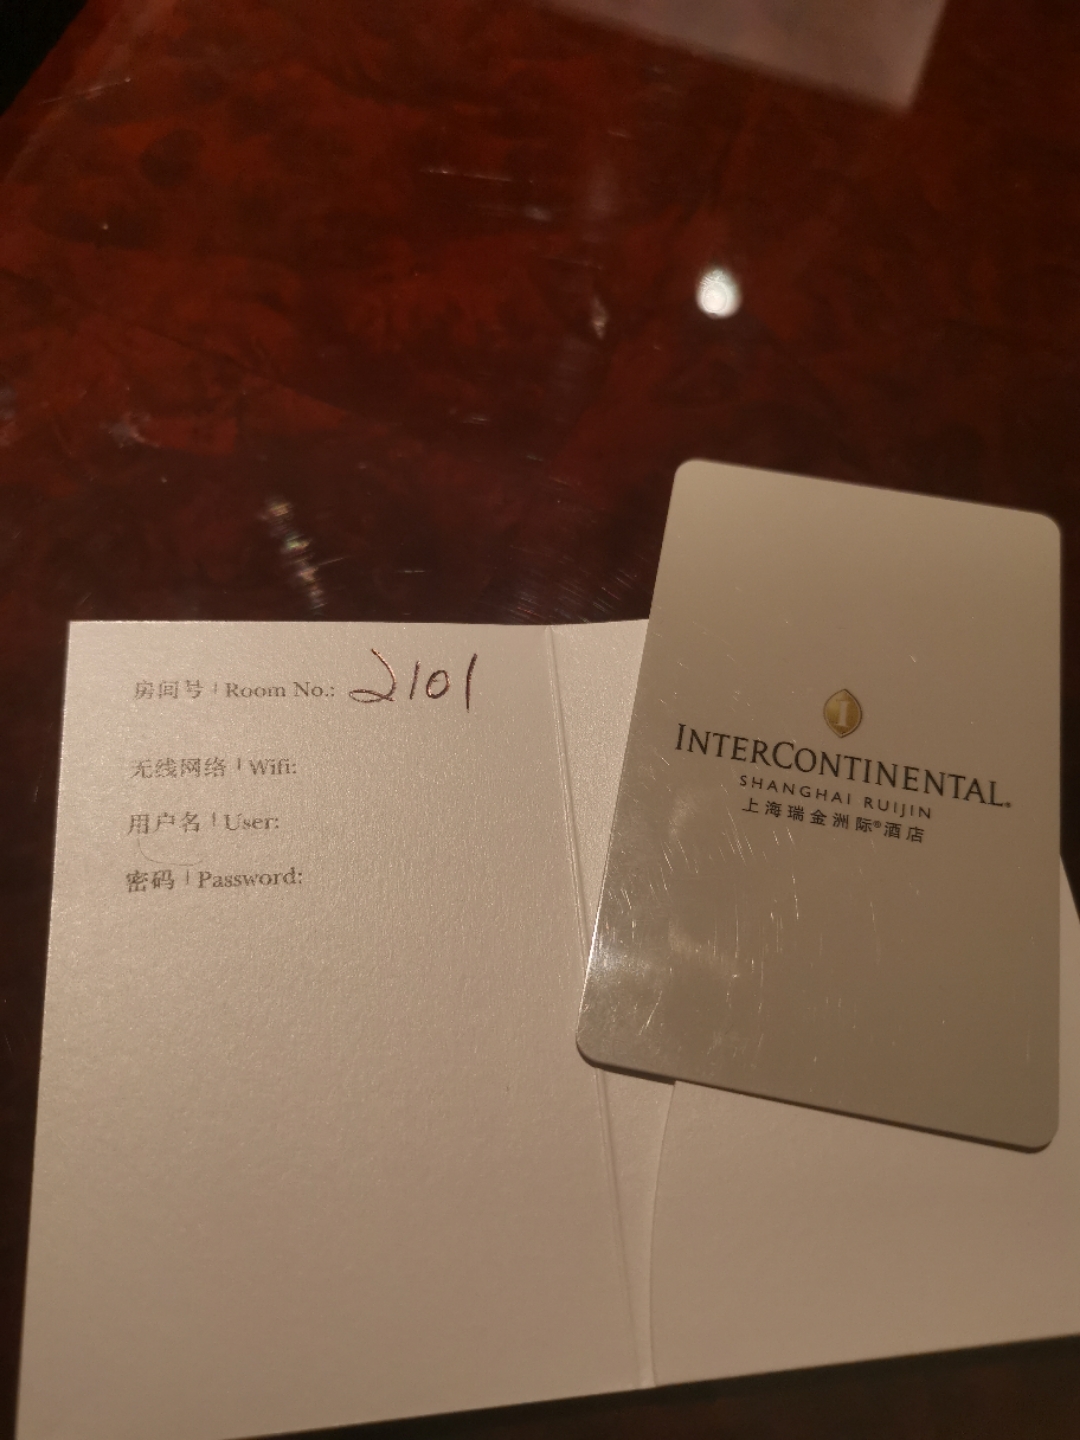 房间号 | Room No.: 2101
无线网络 | Wifi:
用户名 | User:
密码 | Password:
INTERCONTINENTAL®
SHANGHAI RUIJIN
上海瑞金洲际®酒店